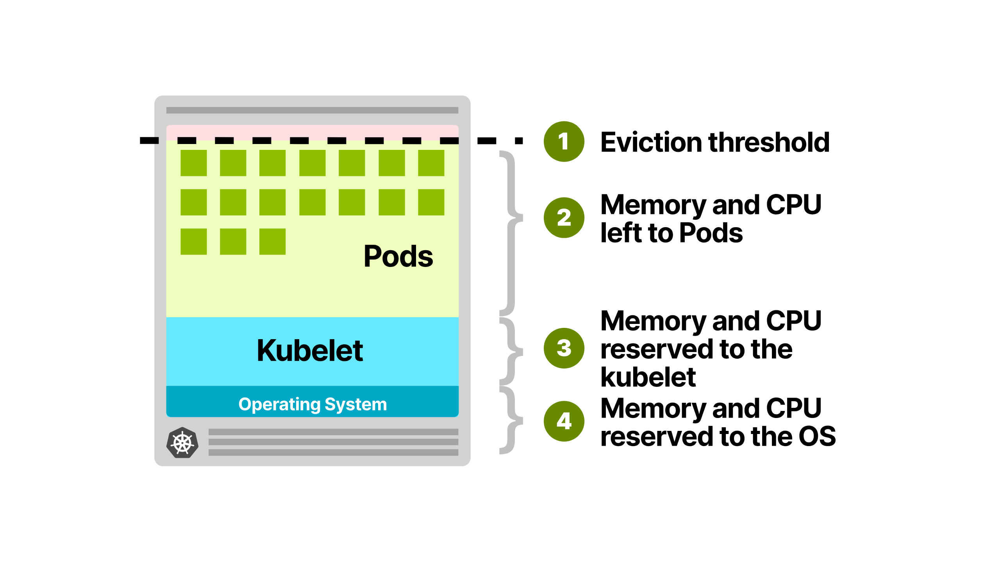 1 Eviction threshold
2 Memory and CPU
left to Pods
Pods
3 Memory and CPU
reserved to the
kubelet
Kubelet
4 Memory and CPU
reserved to the OS
Operating System